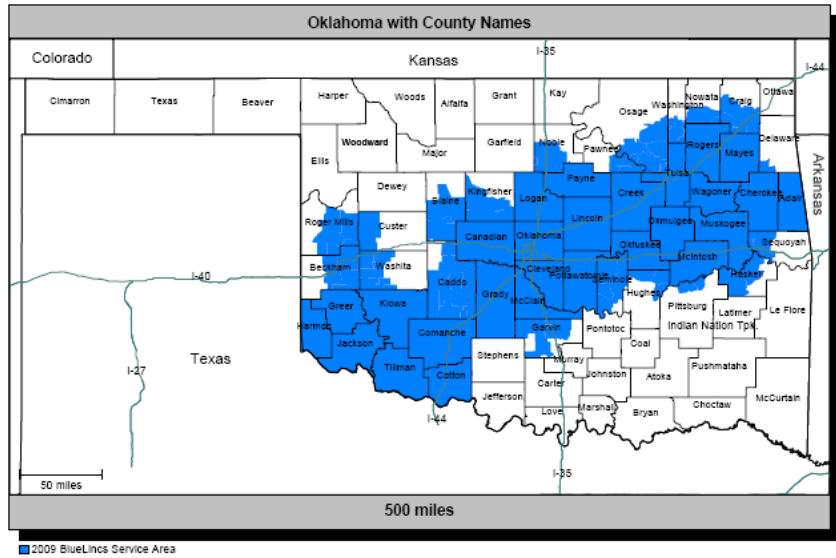 Oklahoma with County Names
Colorado
Kansas
I-35
I-44
Cimarron
Texas
Beaver
Harper
Woods
Alfalfa
Grant
Kay
Osage
Washington
Nowata
Craig
Ottawa
Ellis
Woodward
Major
Garfield
Noble
Pawnee
Rogers
Mayes
Delaware
Arkansas
Dewey
Blaine
Kingfisher
Logan
Payne
Creek
Tulsa
Wagoner
Cherokee
Adair
Roger Mills
Custer
Canadian
Oklahoma
Lincoln
Okmulgee
Muskogee
Sequoyah
Beckham
Washita
Caddo
Cleveland
Pottawatomie
Seminole
Okfuskee
McIntosh
Haskell
I-40
Greer
Kiowa
Grady
McClain
Hughes
Pittsburg
Latimer
Le Flore
Harmon
Jackson
Comanche
Garvin
Pontotoc
Coal
Indian Nation Tpk.
Texas
I-27
Tillman
Cotton
Stephens
Murray
Johnston
Atoka
Pushmataha
McCurtain
Jefferson
Carter
Love
Marshall
Bryan
Choctaw
I-44
I-35
50 miles
500 miles
2009 BlueLincs Service Area